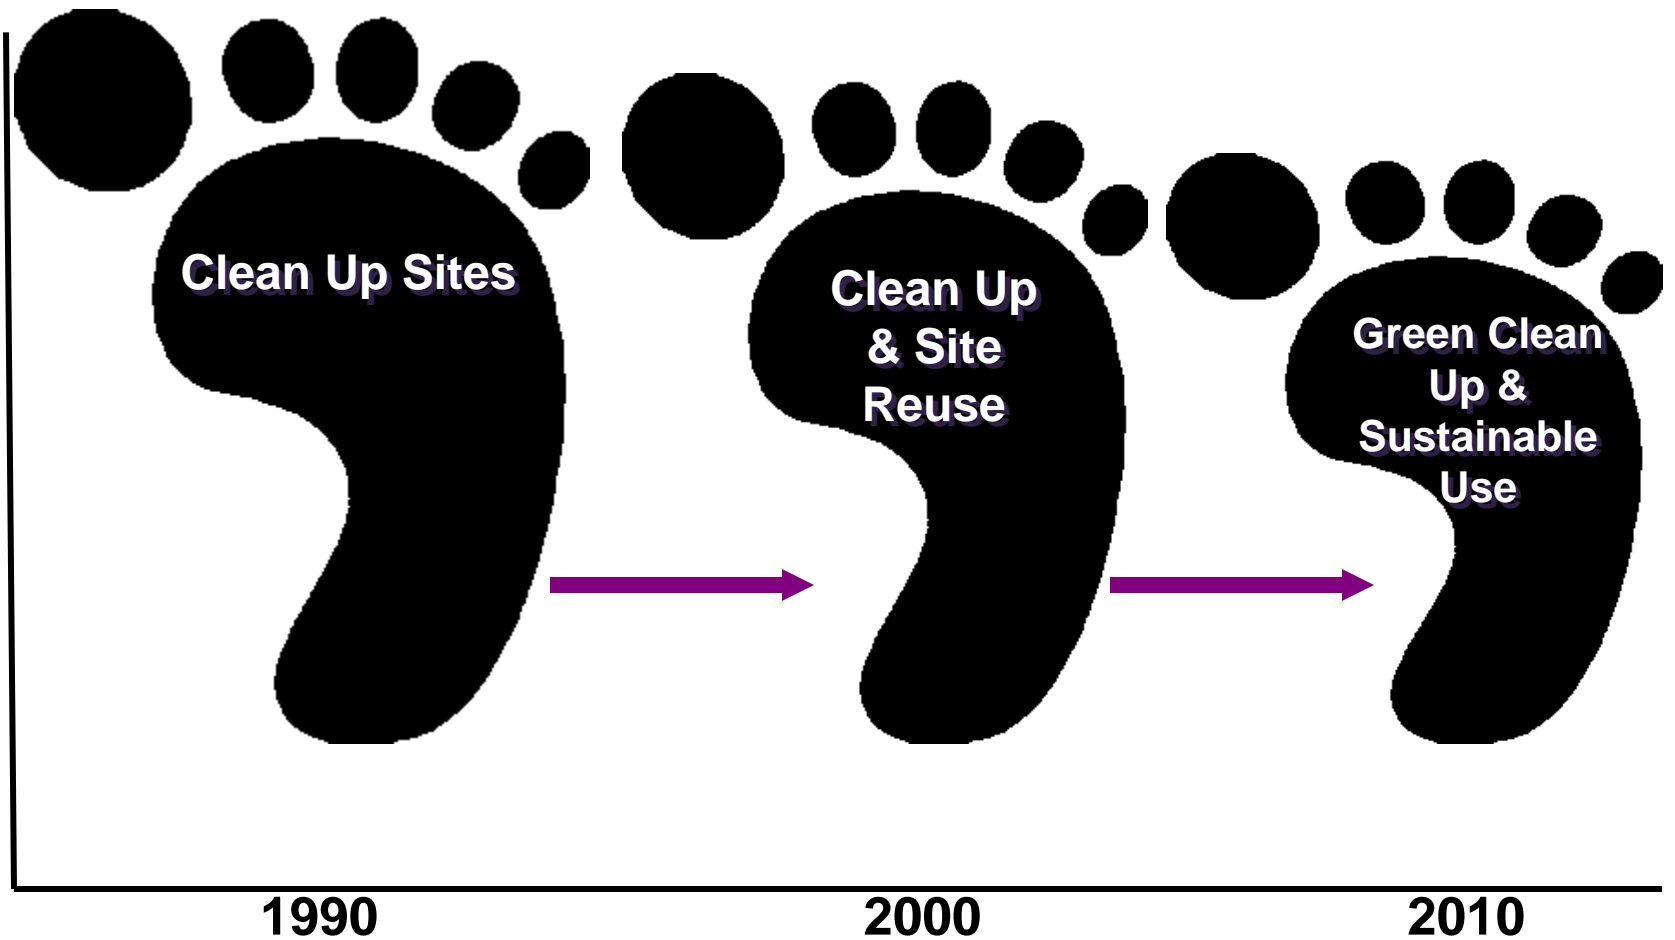 Clean Up Sites
Clean Up
& Site
Reuse
Green Clean
Up &
Sustainable
Use
1990
2000
2010